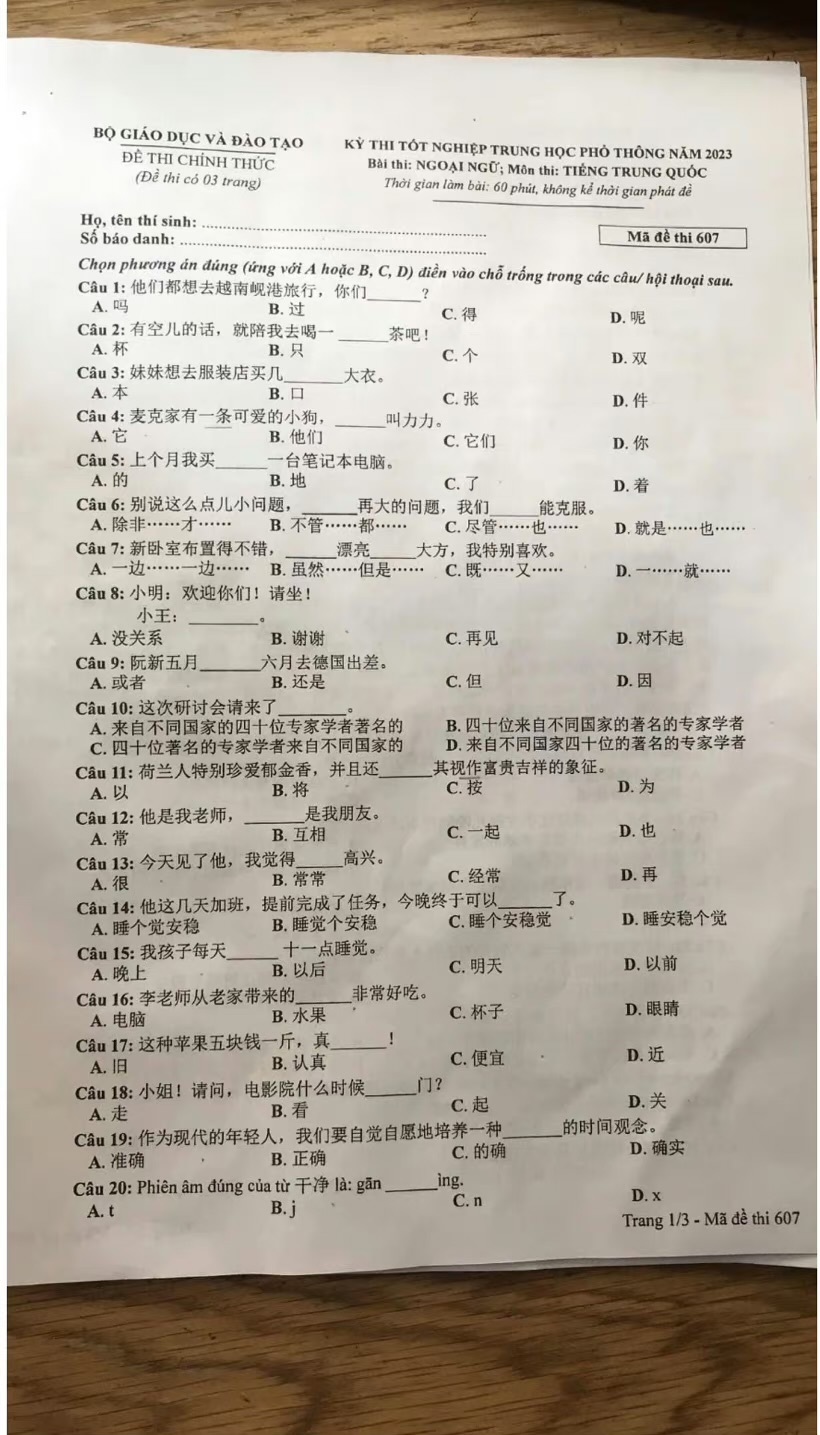 BỘ GIÁO DỤC VÀ ĐÀO TẠO
ĐỀ THI CHÍNH THỨC
(Đề thi có 03 trang)
KỲ THI TỐT NGHIỆP TRUNG HỌC PHỔ THÔNG NĂM 2023
Bài thi: NGOẠI NGỮ; Môn thi: TIẾNG TRUNG QUỐC
Thời gian làm bài: 60 phút, không kể thời gian phát đề
Họ, tên thí sinh: ........................................
Số báo danh: ........................................
Mã đề thi 607
Chọn phương án đúng (ứng với A hoặc B, C, D) điền vào chỗ trống trong các câu/ hội thoại sau.
Câu 1: 他们都想去越南岘港旅行，你们______？
A. 吗 B. 过 C. 得 D. 呢
Câu 2: 有空儿的话，就陪我去喝一 ______茶吧！
A. 杯 B. 只 C. 个 D. 双
Câu 3: 妹妹想去服装店买几______大衣。
A. 本 B. 口 C. 张 D. 件
Câu 4: 麦克家有一条可爱的小狗，______叫力力。
A. 它 B. 他们 C. 它们 D. 你
Câu 5: 上个月我买______一台笔记本电脑。
A. 的 B. 地 C. 了 D. 着
Câu 6: 别说这么点儿小问题，______再大的问题，我们______能克服。
A. 除非……才…… B. 不管……都…… C. 尽管……也…… D. 就是……也……
Câu 7: 新卧室布置得不错，______漂亮______大方，我特别喜欢。
A. 一边……一边…… B. 虽然……但是…… C. 既……又…… D. 一……就……
Câu 8: 小明：欢迎你们！请坐！
小王：________。
A. 没关系 B. 谢谢 C. 再见 D. 对不起
Câu 9: 阮新五月______六月去德国出差。
A. 或者 B. 还是 C. 但 D. 因
Câu 10: 这次研讨会请来了________。
A. 来自不同国家的四十位专家学者著名的 B. 四十位来自不同国家的著名的专家学者
C. 四十位著名的专家学者来自不同国家的 D. 来自不同国家四十位的著名的专家学者
Câu 11: 荷兰人特别珍爱郁金香，并且还______其视作富贵吉祥的象征。
A. 以 B. 将 C. 按 D. 为
Câu 12: 他是我老师，______是我朋友。
A. 常 B. 互相 C. 一起 D. 也
Câu 13: 今天见了他，我觉得______高兴。
A. 很 B. 常常 C. 经常 D. 再
Câu 14: 他这几天加班，提前完成了任务，今晚终于可以______了。
A. 睡个觉安稳 B. 睡觉个安稳 C. 睡个安稳觉 D. 睡安稳个觉
Câu 15: 我孩子每天______ 十一点睡觉。
A. 晚上 B. 以后 C. 明天 D. 以前
Câu 16: 李老师从老家带来的______非常好吃。
A. 电脑 B. 水果 C. 杯子 D. 眼睛
Câu 17: 这种苹果五块钱一斤，真______！
A. 旧 B. 认真 C. 便宜 D. 近
Câu 18: 小姐！请问，电影院什么时候______门？
A. 走 B. 看 C. 起 D. 关
Câu 19: 作为现代的年轻人，我们要自觉自愿地培养一种______的时间观念。
A. 准确 B. 正确 C. 的确 D. 确实
Câu 20: Phiên âm đúng của từ 干净 là: gān ______ìng.
A. t B. j C. n D. x
Trang 1/3 - Mã đề thi 607